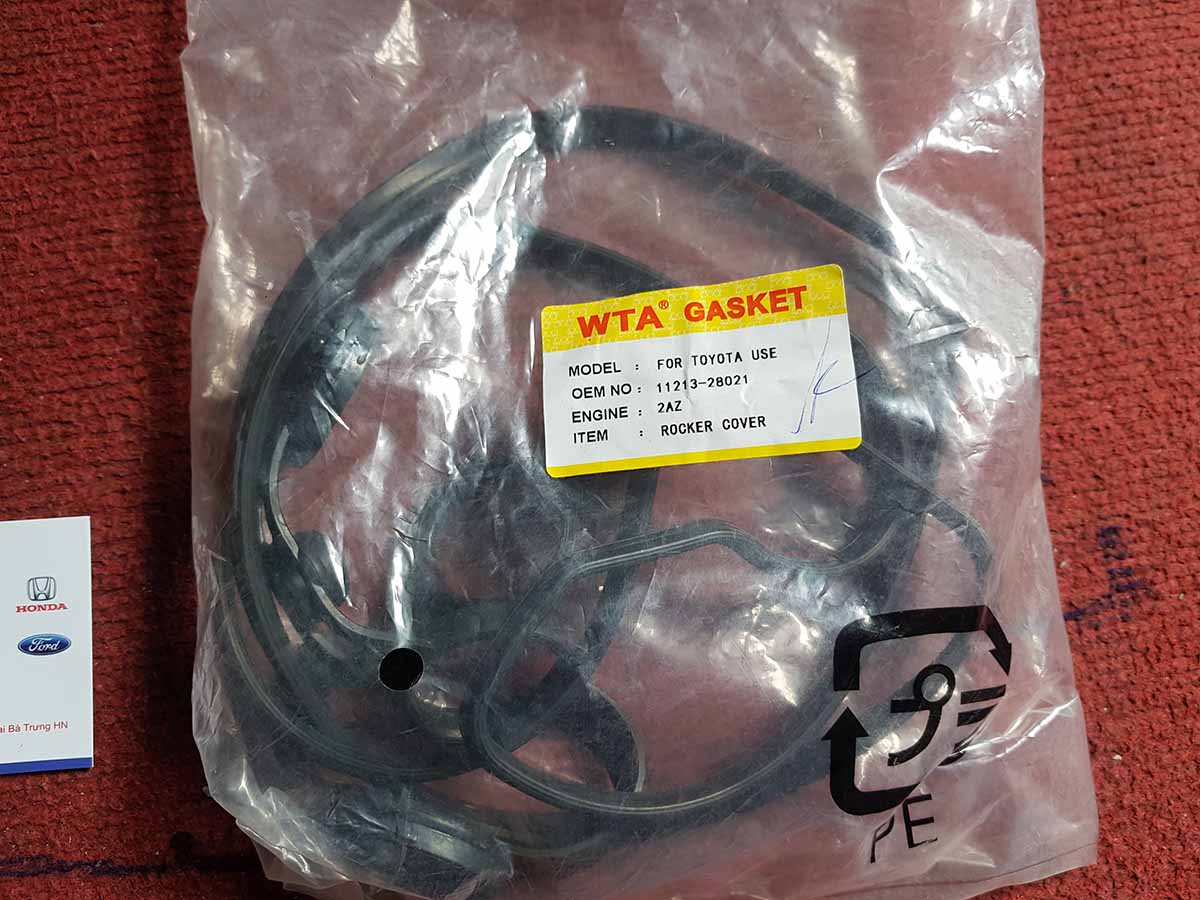 WTA® GASKET
MODEL : FOR TOYOTA USE
OEM NO : 11213-28021
ENGINE : 2AZ
ITEM : ROCKER COVER
HONDA
Ford
ai Bà Trưng HN
PE